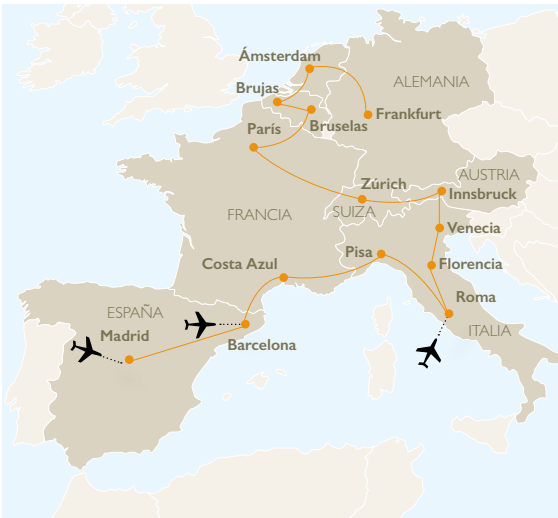 Ámsterdam
ALEMANIA
Brujas
Frankfurt
París
Bruselas
Zúrich
AUSTRIA
Innsbruck
FRANCIA
SUIZA
Venecia
Pisa
Costa Azul
Florencia
Roma
ESPAÑA
ITALIA
Madrid
Barcelona